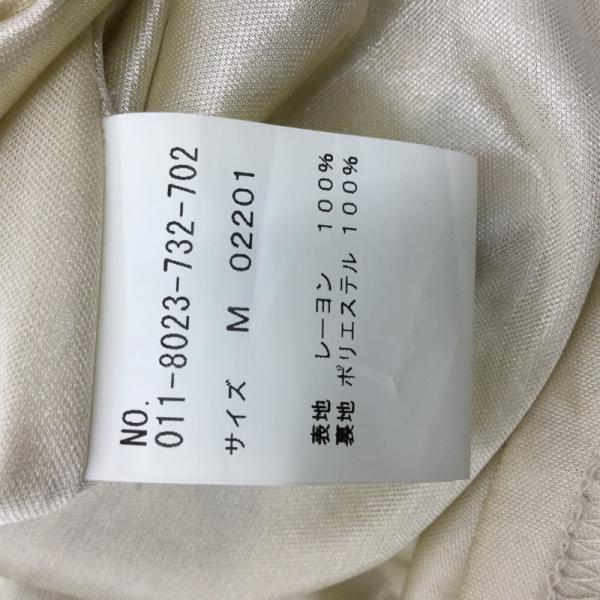 NO.
011-8023-732-702
サイズ M 02201
表地 レーヨン 100%
裏地 ポリエステル 100%